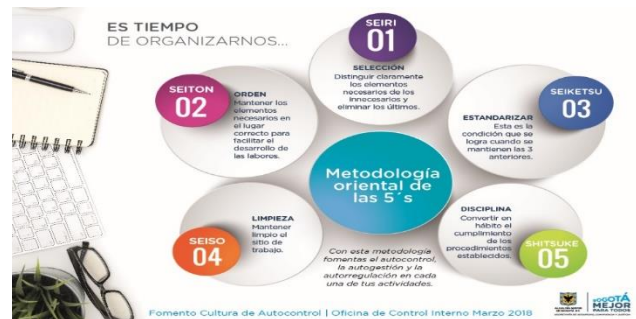 ES TIEMPO
DE ORGANIZARNOS...
SEIRI
01
SELECCIÓN
Distinguir claramente
los elementos
necesarios de los
innecesarios y
eliminar los últimos.
SEITON
02
ORDEN
Mantener los
elementos
necesarios en
el lugar
correcto para
facilitar el
desarrollo de
las labores.
SEIKETSU
03
ESTANDARIZAR
Esta es la
condición que se
logra cuando se
mantienen las 3
anteriores.
Metodología
oriental de
las 5´s
SEISO
04
LIMPIEZA
Mantener
limpio el
sitio de
trabajo.
DISCIPLINA
Convertir en
hábito el
cumplimiento
de los
procedimientos
establecidos.
SHITSUKE
05
Con esta metodología
fomentas el autocontrol,
la autogestión y la
autorregulación en cada
una de tus actividades.
Fomento Cultura de Autocontrol | Oficina de Control Interno Marzo 2018
BOGOTÁ
MEJOR
PARA TODOS